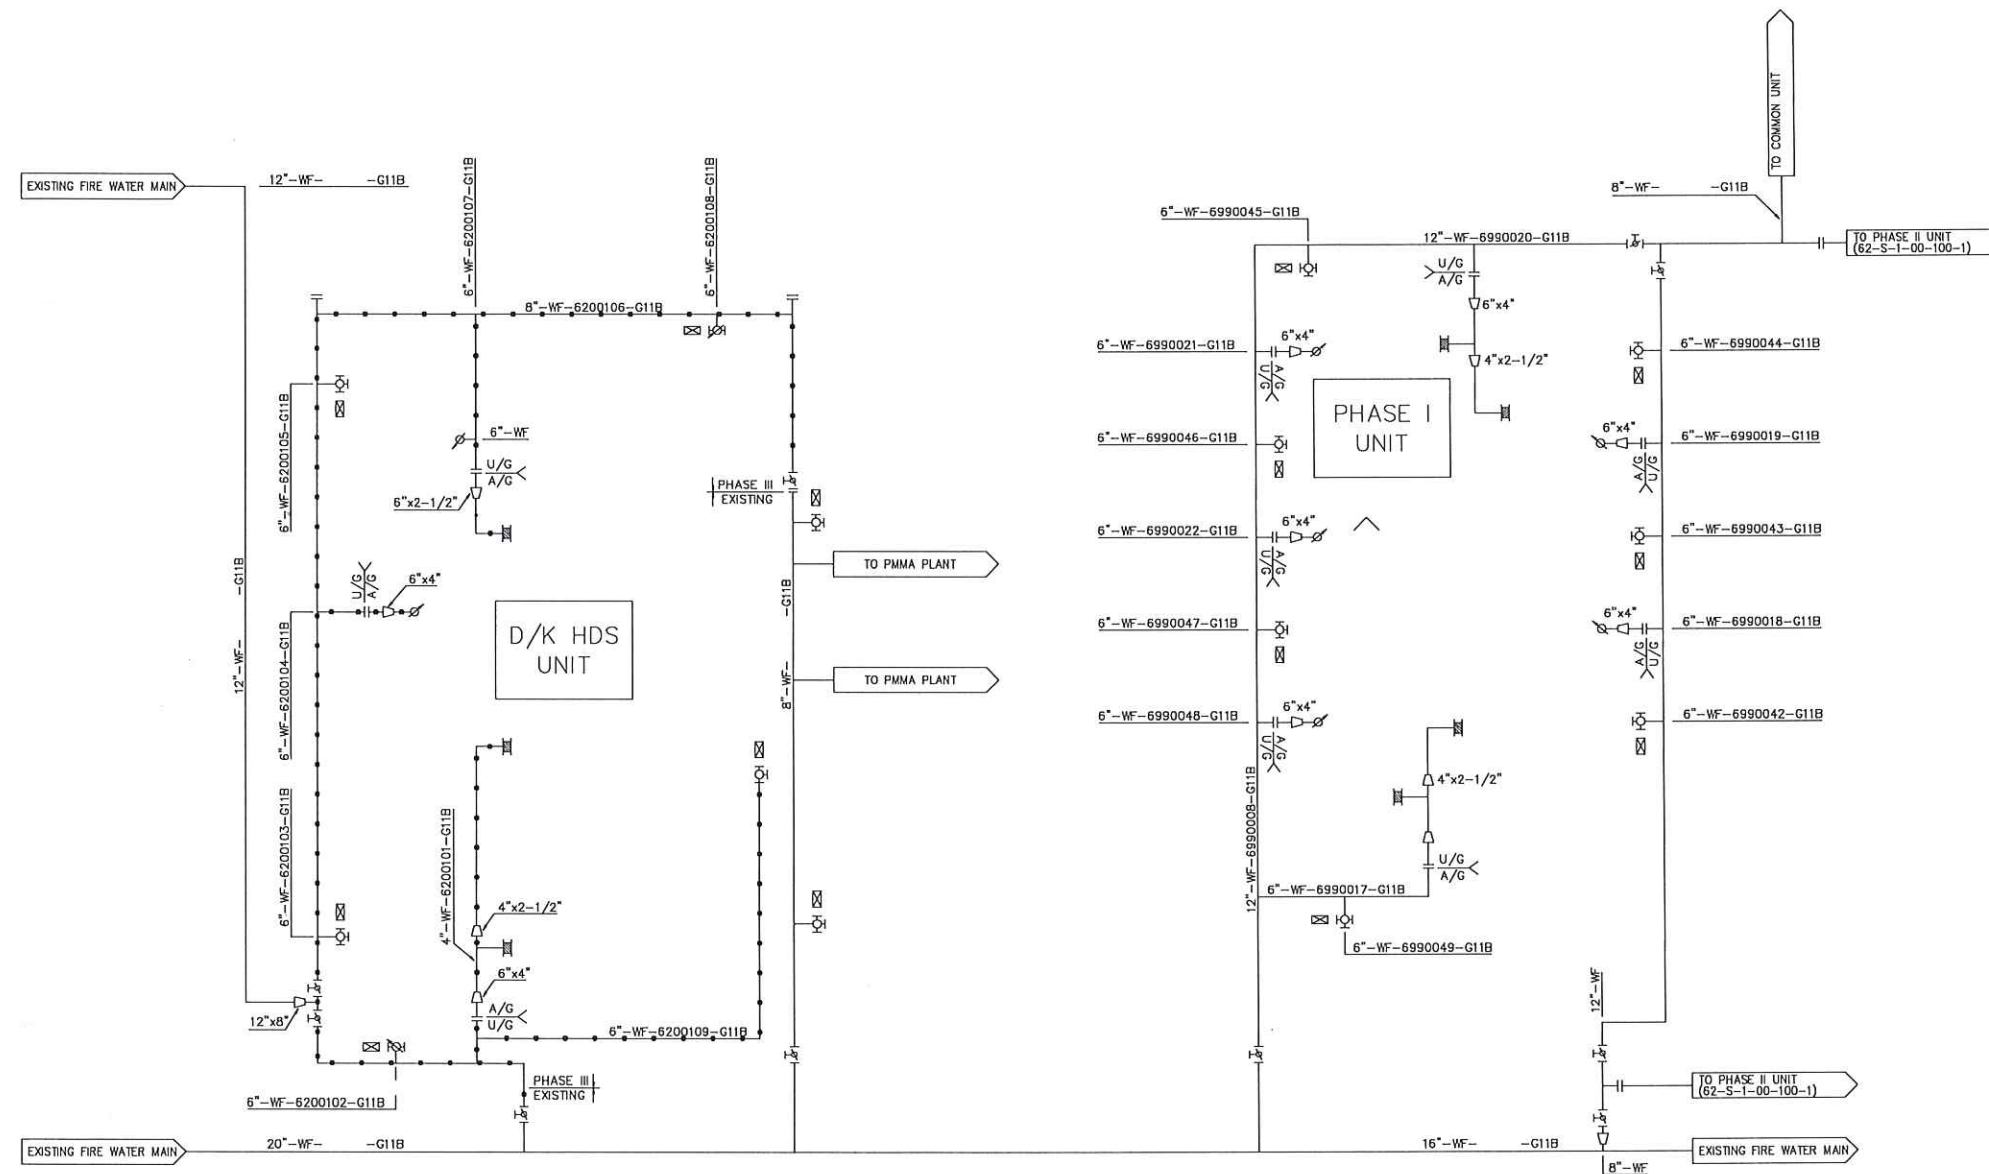 TO COMMON UNIT
EXISTING FIRE WATER MAIN
12"-WF- -G11B
6"-WF-6200107-G11B
6"-WF-6200108-G11B
8"-WF- -G11B
6"-WF-6990045-G11B
12"-WF-6990020-G11B
TO PHASE II UNIT
(62-S-1-00-100-1)
U/G
A/G
6"x4"
8"-WF-6200106-G11B
6"-WF-6990021-G11B
6"x4"
A/G
U/G
4"x2-1/2"
6"-WF-6990044-G11B
6"-WF-6200105-G11B
PHASE I
UNIT
6"-WF
U/G
A/G
6"x2-1/2"
PHASE III
EXISTING
6"-WF-6990046-G11B
6"x4"
6"-WF-6990019-G11B
A/G
U/G
TO PMMA PLANT
6"-WF-6990022-G11B
6"x4"
A/G
U/G
6"-WF-6990043-G11B
12"-WF- -G11B
U/G
A/G
6"x4"
6"-WF-6200104-G11B
D/K HDS
UNIT
8"-WF- -G11B
6"-WF-6990047-G11B
6"x4"
6"-WF-6990018-G11B
A/G
U/G
TO PMMA PLANT
6"-WF-6990048-G11B
6"x4"
A/G
U/G
6"-WF-6990042-G11B
6"-WF-6200103-G11B
4"-WF-6200101-G11B
12"-WF-6990008-G11B
4"x2-1/2"
U/G
A/G
6"-WF-6990017-G11B
4"x2-1/2"
6"-WF-6990049-G11B
6"x4"
12"-WF
A/G
U/G
12"x8"
6"-WF-6200109-G11B
PHASE III
EXISTING
6"-WF-6200102-G11B
TO PHASE II UNIT
(62-S-1-00-100-1)
EXISTING FIRE WATER MAIN
20"-WF- -G11B
16"-WF- -G11B
EXISTING FIRE WATER MAIN
8"-WF